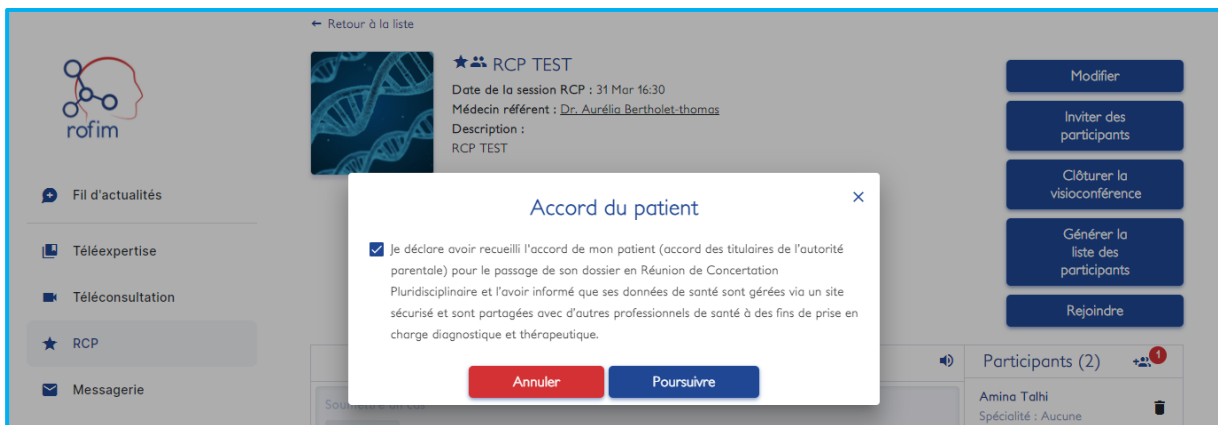 ← Retour à la liste
rofim
Fil d'actualités
Téléexpertise
Téléconsultation
RCP
Messagerie
RCP TEST
Date de la session RCP : 31 Mar 16:30
Médecin référent : Dr. Aurélia Bertholet-thomas
Description :
RCP TEST
Modifier
Inviter des
participants
Clôturer la
visioconférence
Générer la
liste des
participants
Rejoindre
Accord du patient
×
Je déclare avoir recueilli l'accord de mon patient (accord des titulaires de l'autorité
parentale) pour le passage de son dossier en Réunion de Concertation
Pluridisciplinaire et l'avoir informé que ses données de santé sont gérées via un site
sécurisé et sont partagées avec d'autres professionnels de santé à des fins de prise en
charge diagnostique et thérapeutique.
Annuler
Poursuivre
Participants (2)
1
Amina Talhi
Spécialité : Aucune